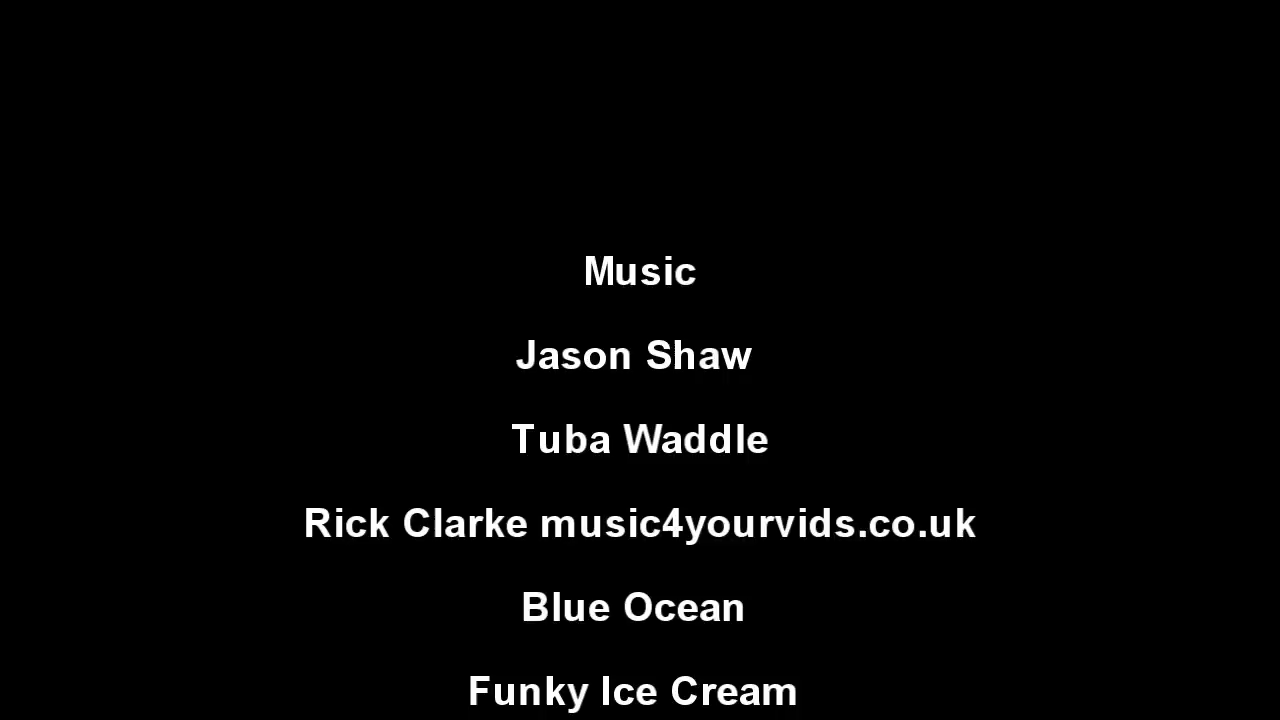 Music
Jason Shaw
Tuba Waddle
Rick Clarke music4yourvids.co.uk
Blue Ocean
Funky Ice Cream